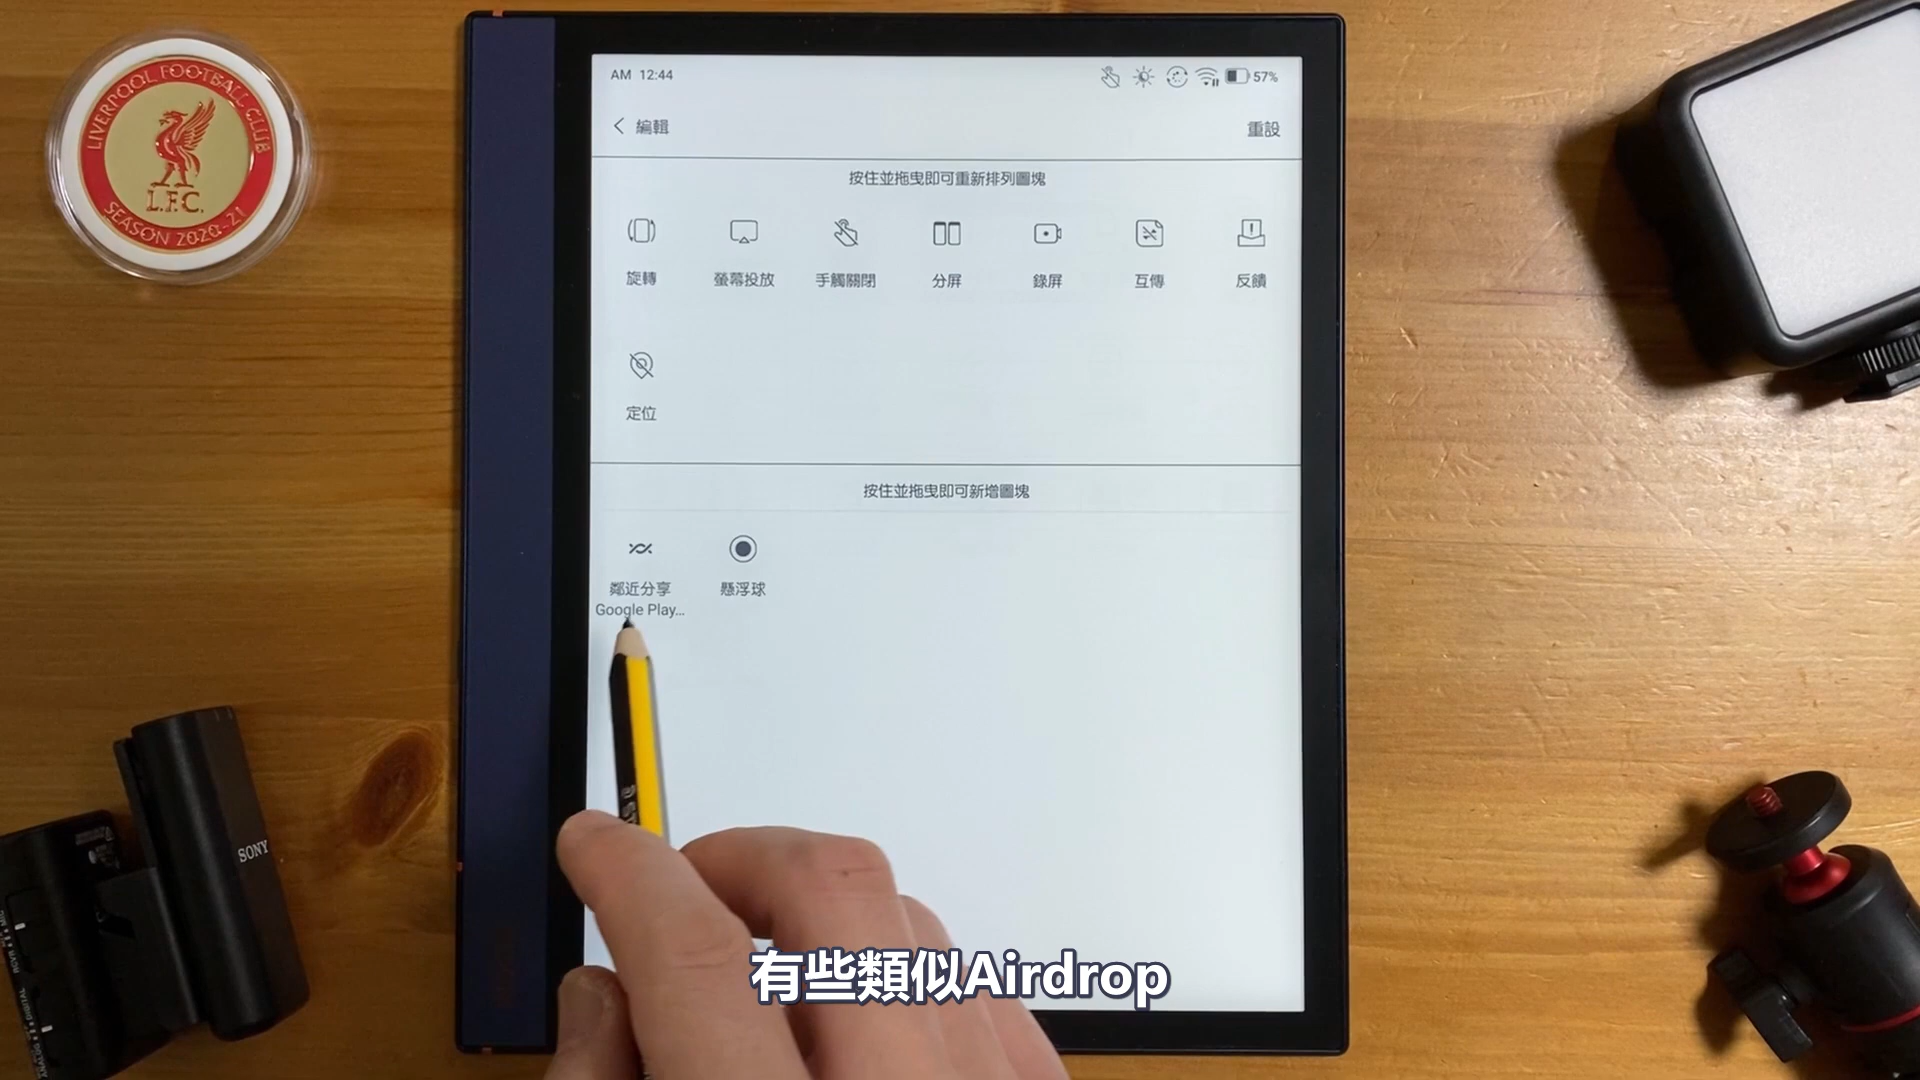 LIVERPOOL FOOTBALL CLUB
L.F.C.
SEASON 2020-21
AM 12:44
57%
編輯
重設
按住並拖曳即可重新排列圖塊
旋轉
螢幕投放
手觸關閉
分屏
錄屏
互傳
反饋
定位
按住並拖曳即可新增圖塊
鄰近分享
Google Play...
懸浮球
SONY
有些類似Airdrop